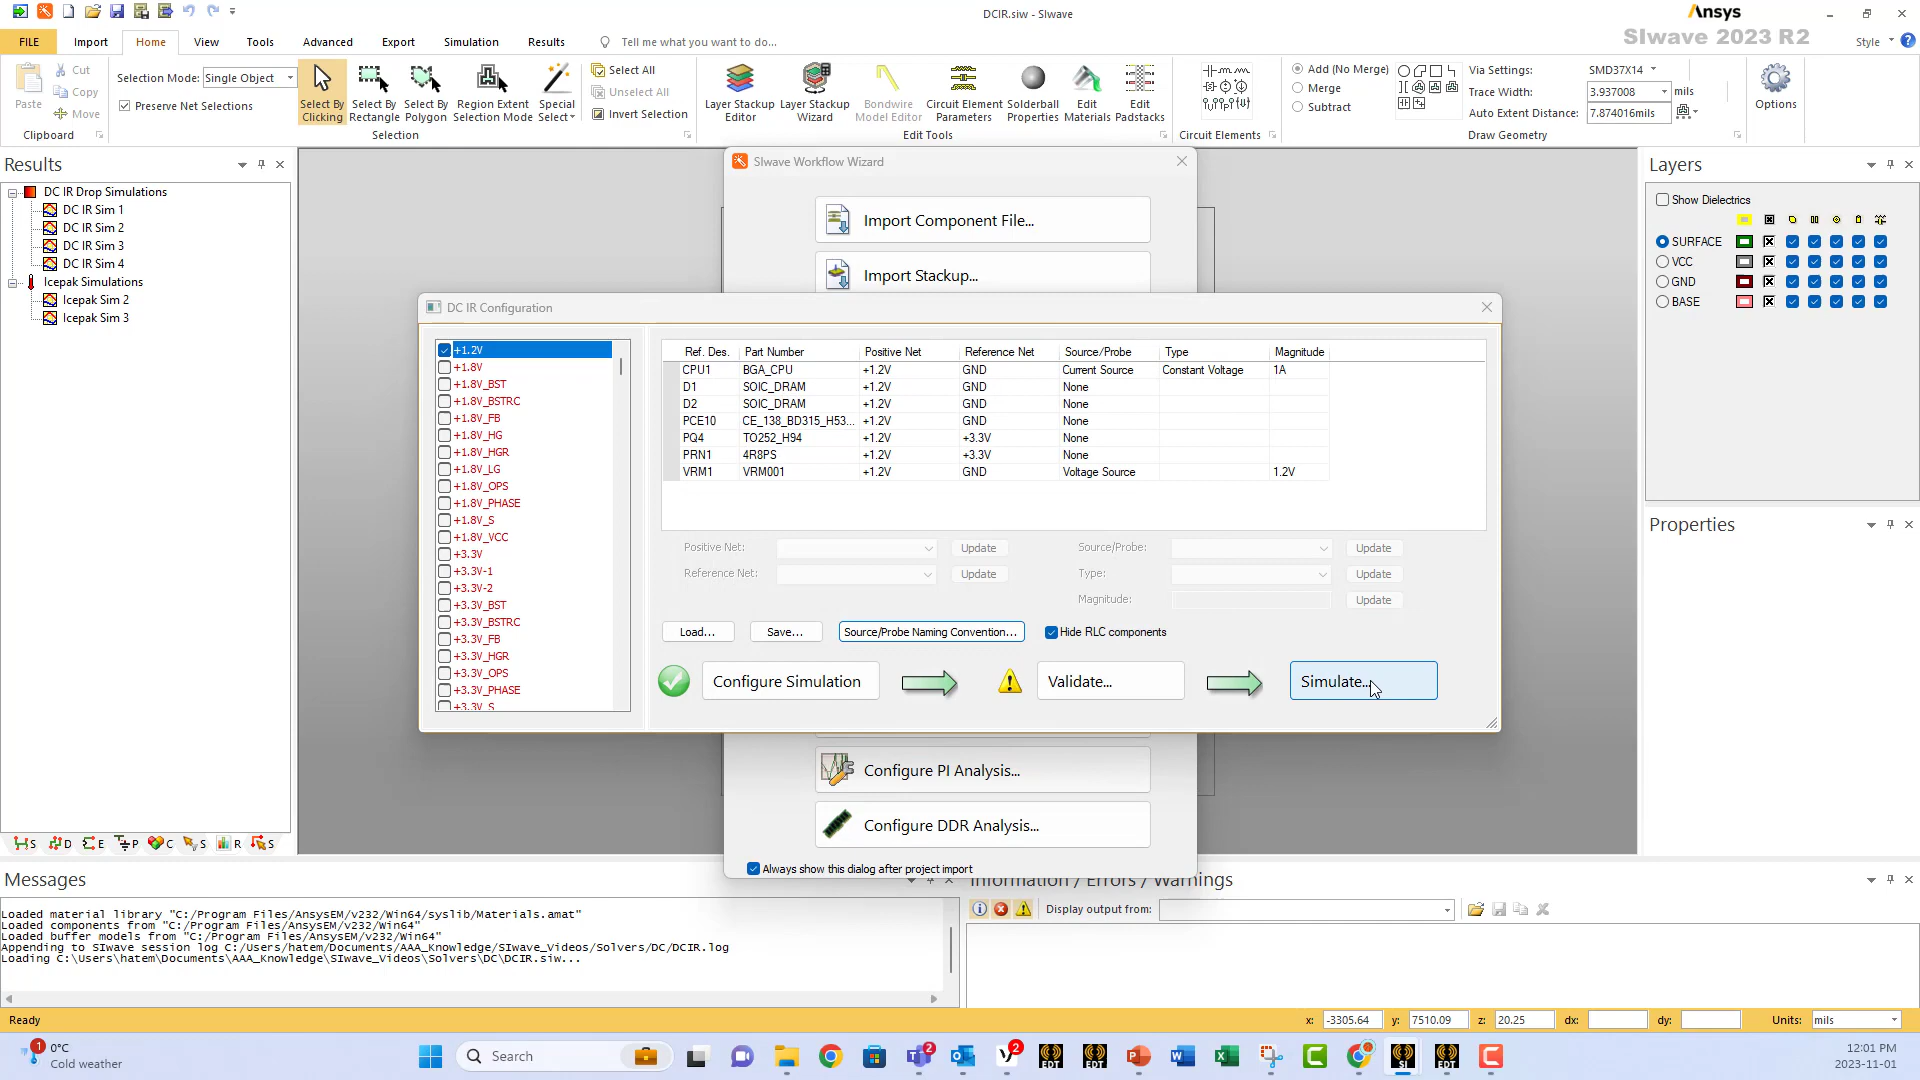 DCIR.siw - SIwave
Ansys
SIwave 2023 R2
FILE
Import
Home
View
Tools
Advanced
Export
Simulation
Results
Tell me what you want to do...
Style
Paste
Cut
Copy
Move
Clipboard
Selection Mode: Single Object
Preserve Net Selections
Select By Clicking
Select By Rectangle
Select By Polygon
Region Extent Selection Mode
Special Select
Select All
Unselect All
Invert Selection
Selection
Layer Stackup Editor
Layer Stackup Wizard
Bondwire Model Editor
Circuit Element Parameters
Solderball Properties
Edit Materials
Edit Padstacks
Edit Tools
Circuit Elements
Add (No Merge)
Merge
Subtract
Via Settings: SMD37X14
Trace Width: 3.937008 mils
Auto Extent Distance: 7.874016mils
Draw Geometry
Options
Results
DC IR Drop Simulations
DC IR Sim 1
DC IR Sim 2
DC IR Sim 3
DC IR Sim 4
Icepak Simulations
Icepak Sim 2
Icepak Sim 3
S D E P C S R S
SIwave Workflow Wizard
Import Component File...
Import Stackup...
DC IR Configuration
+1.2V
+1.8V
+1.8V_BST
+1.8V_BSTRC
+1.8V_FB
+1.8V_HG
+1.8V_HGR
+1.8V_LG
+1.8V_OPS
+1.8V_PHASE
+1.8V_S
+1.8V_VCC
+3.3V
+3.3V-1
+3.3V-2
+3.3V_BST
+3.3V_BSTRC
+3.3V_FB
+3.3V_HGR
+3.3V_OPS
+3.3V_PHASE
+3.3V_S
Ref. Des. Part Number Positive Net Reference Net Source/Probe Type Magnitude
CPU1 BGA_CPU +1.2V GND Current Source Constant Voltage 1A
D1 SOIC_DRAM +1.2V GND None
D2 SOIC_DRAM +1.2V GND None
PCE10 CE_138_BD315_H53... +1.2V GND None
PQ4 TO252_H94 +1.2V +3.3V None
PRN1 4R8PS +1.2V +3.3V None
VRM1 VRM001 +1.2V GND Voltage Source 1.2V
Positive Net: Update Source/Probe: Update
Reference Net: Update Type: Update
Magnitude: Update
Load... Save... Source/Probe Naming Convention... Hide RLC components
Configure Simulation Validate... Simulate...
Configure PI Analysis...
Configure DDR Analysis...
Always show this dialog after project import
Layers
Show Dielectrics
SURFACE
VCC
GND
BASE
Properties
Messages
Loaded material library "C:/Program Files/AnsysEM/v232/Win64/syslib/Materials.amat"
Loaded components from "C:/Program Files/AnsysEM/v232/Win64"
Loaded buffer models from "C:/Program Files/AnsysEM/v232/Win64"
Appending to SIwave session log C:/Users/hatem/Documents/AAA_Knowledge/SIwave_Videos/Solvers/DC/DCIR.log
Loading C:\Users\hatem\Documents\AAA_Knowledge\SIwave_Videos\Solvers\DC\DCIR.siw...
Information / Errors / Warnings
Display output from:
Ready
x: -3305.64 y: 7510.09 z: 20.25 dx: dy: Units: mils
1
0°C
Cold weather
Search
2
2
EDT
EDT
SI
EDT
12:01 PM
2023-11-01